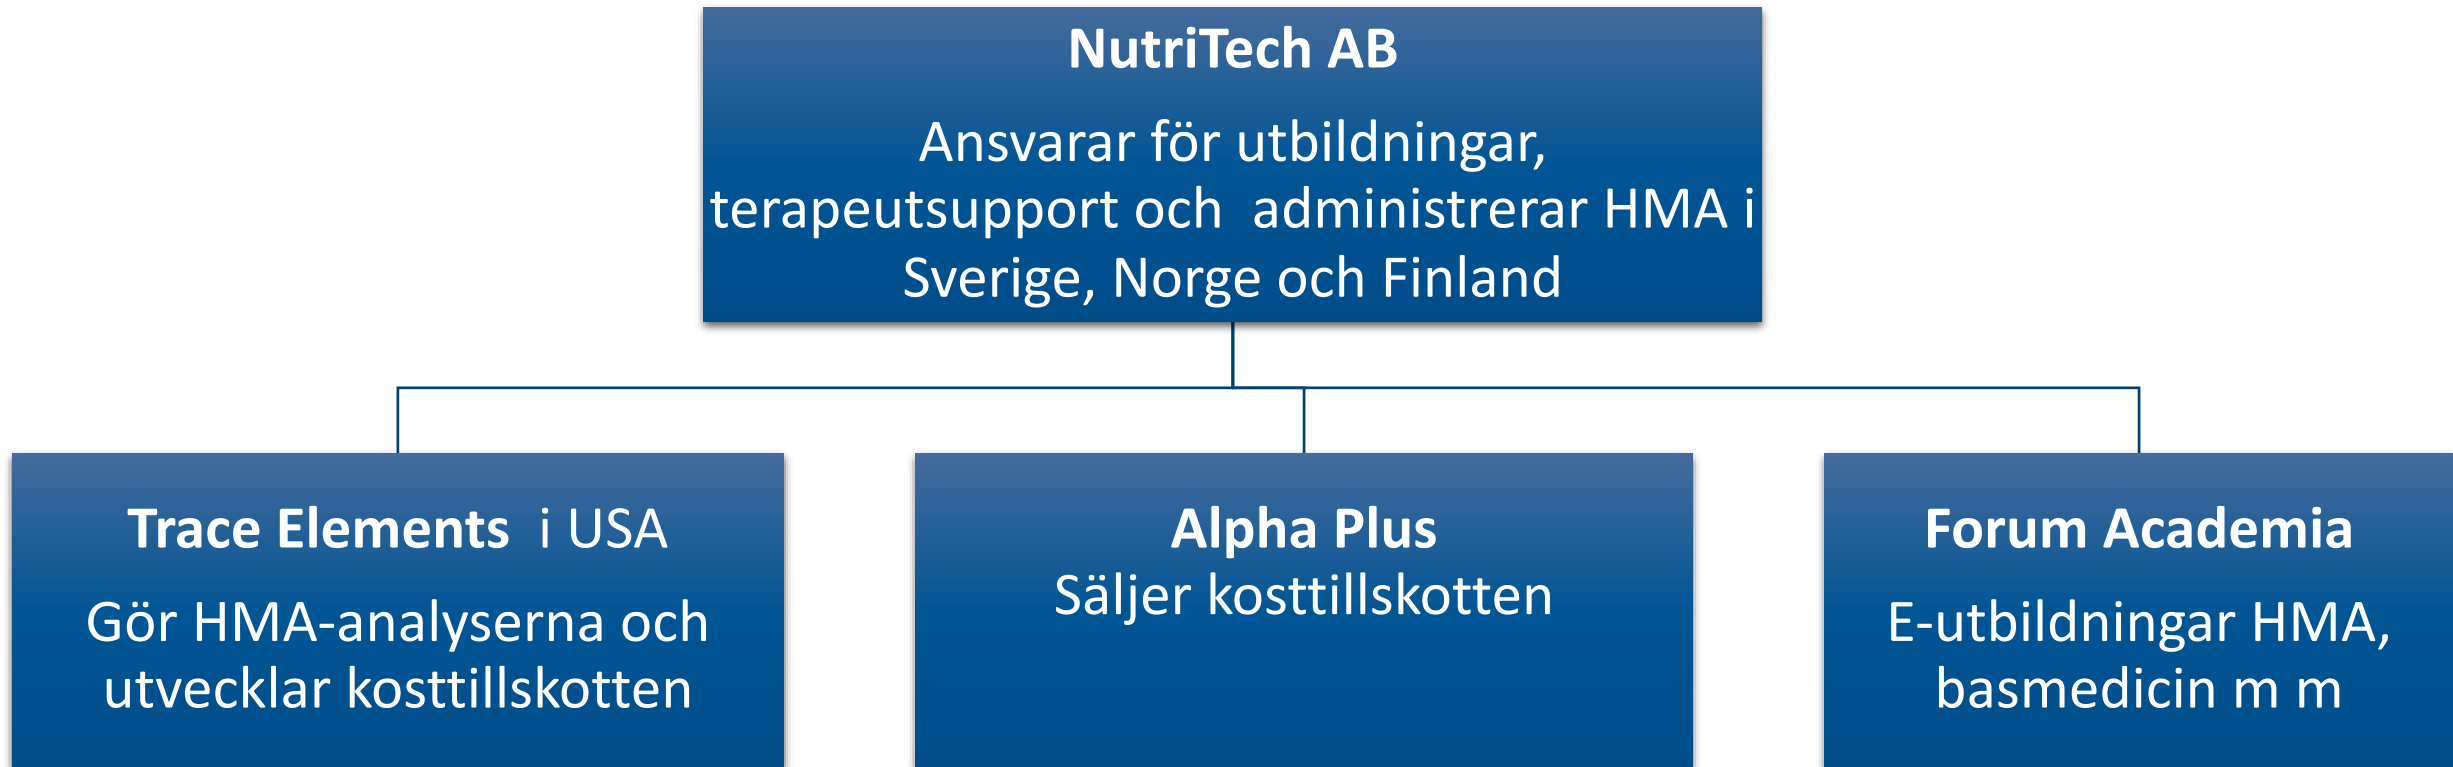 NutriTech AB
Ansvarar för utbildningar,
terapeutsupport och  administrerar HMA i
Sverige, Norge och Finland
Trace Elements  i USA
Gör HMA-analyserna och
utvecklar kosttillskotten
Alpha Plus
Säljer kosttillskotten
Forum Academia
E-utbildningar HMA,
basmedicin m m